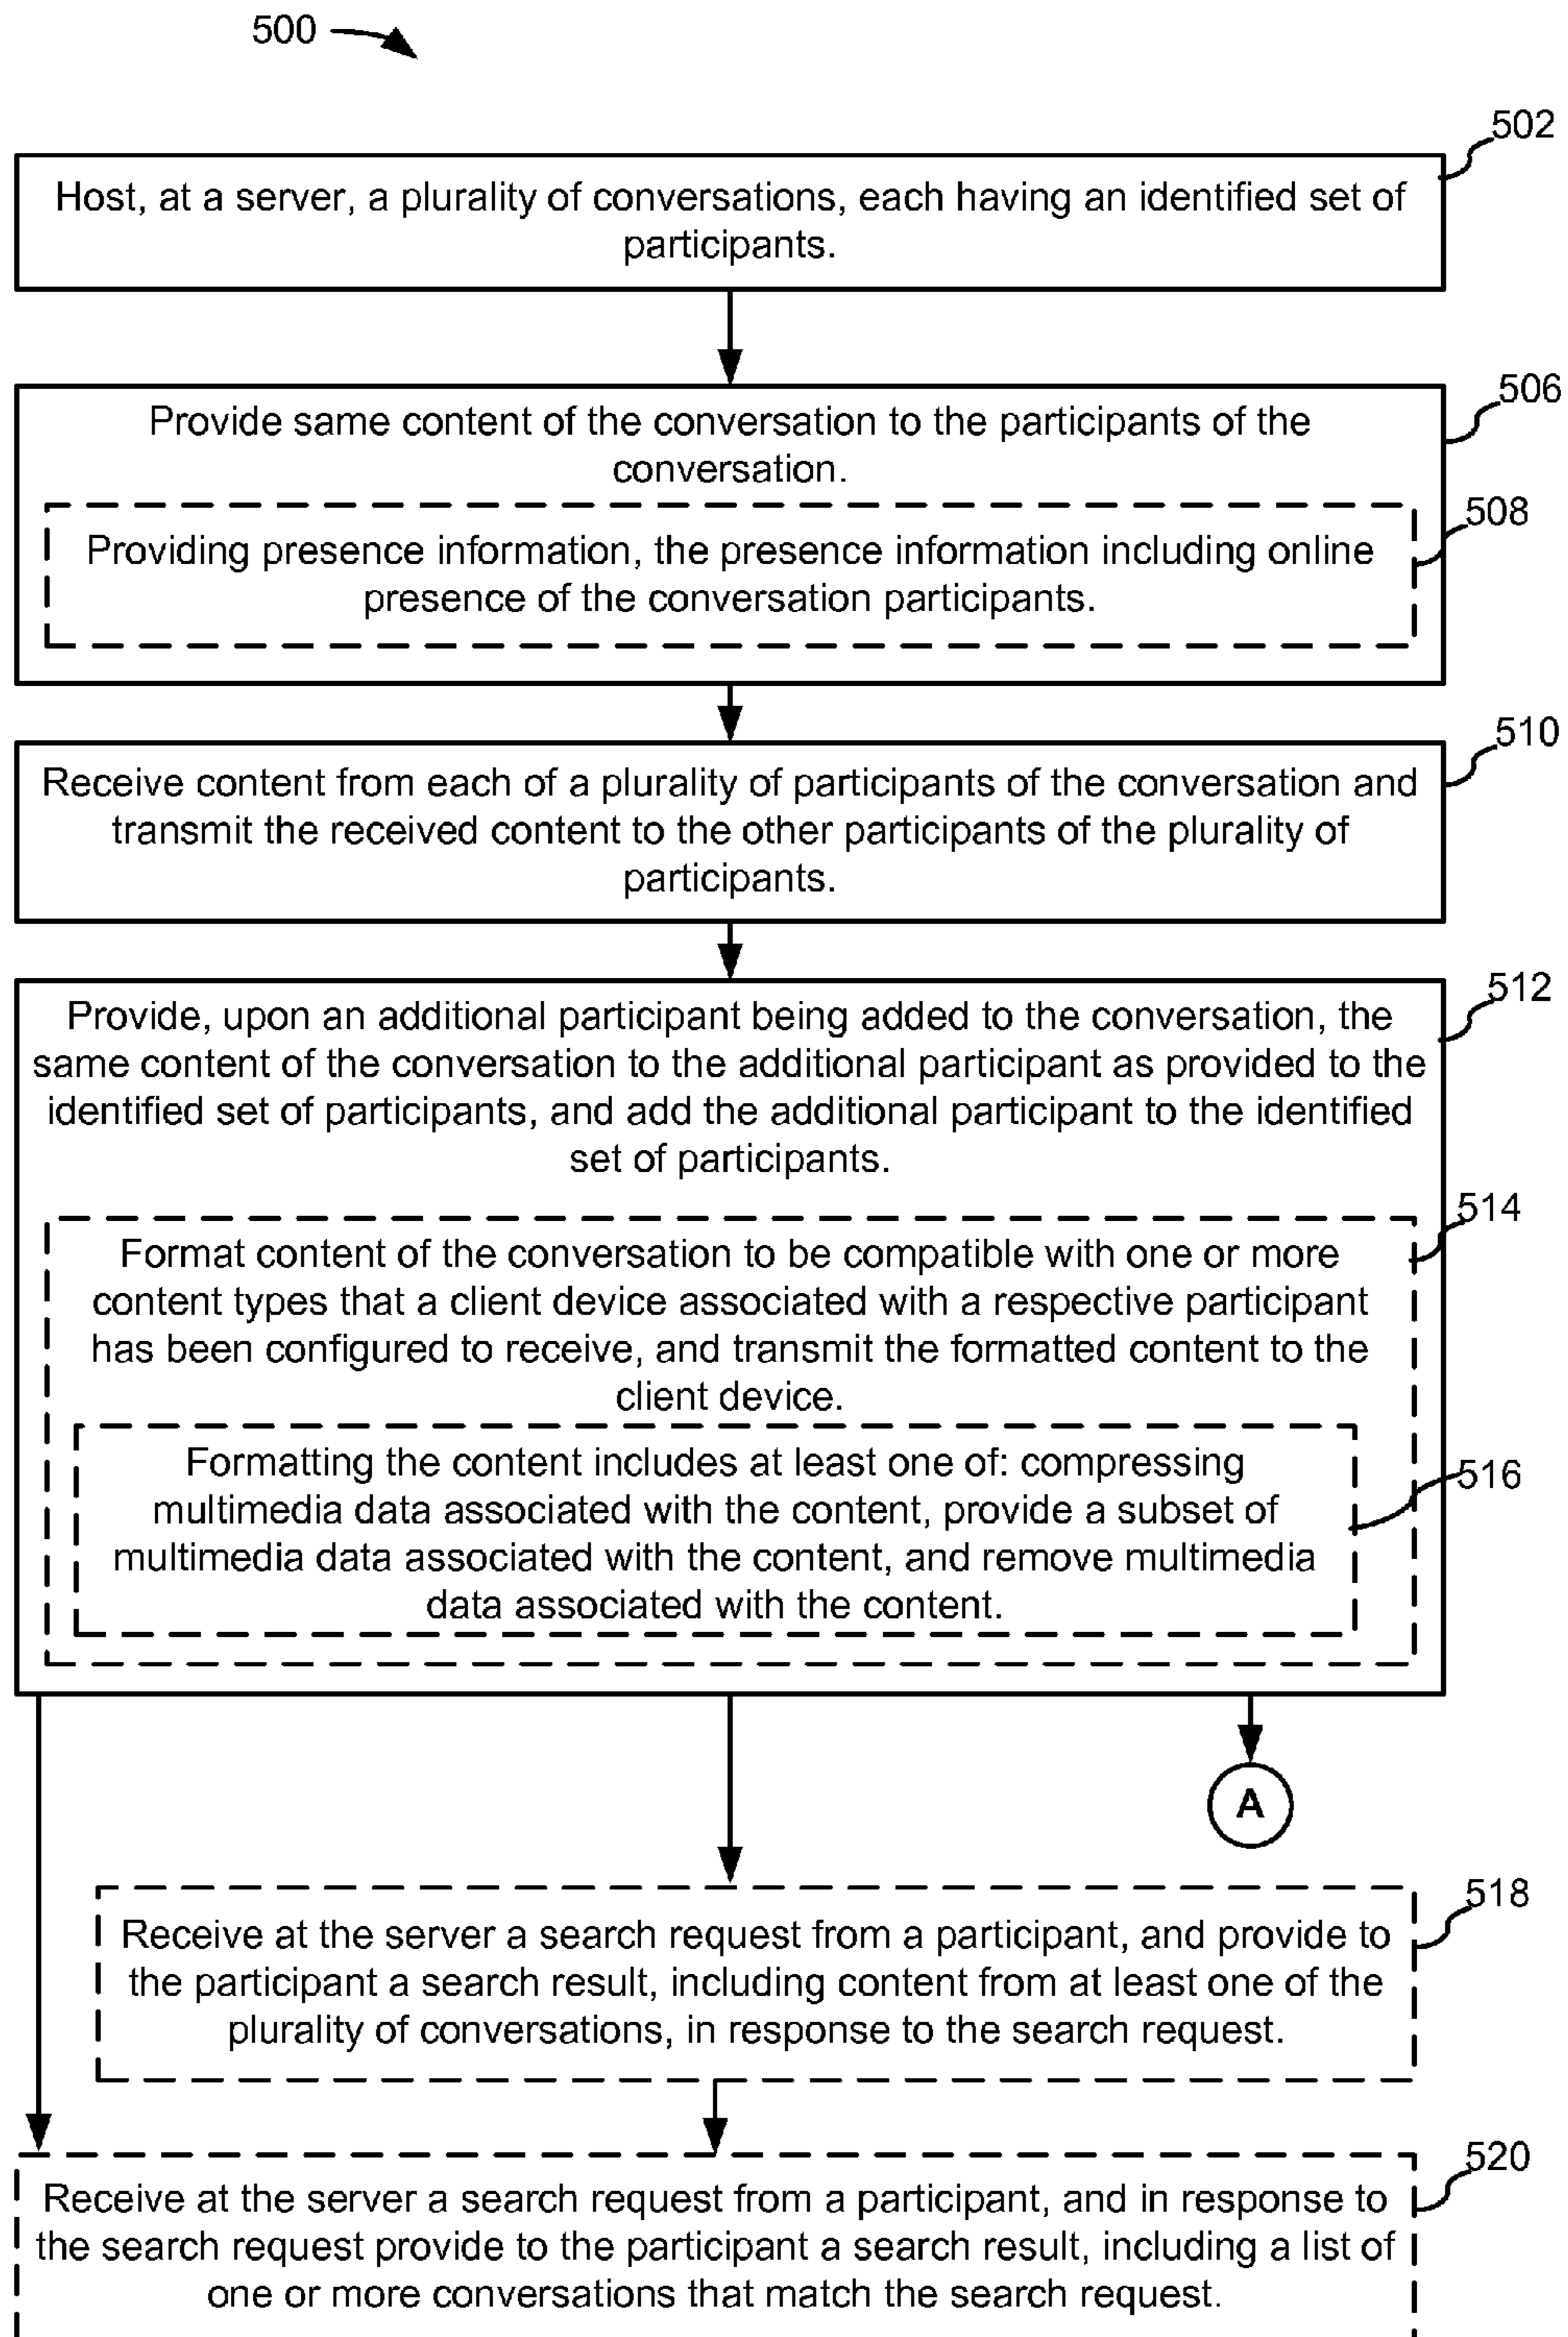 500
502
Host, at a server, a plurality of conversations, each having an identified set of
participants.
506
Provide same content of the conversation to the participants of the
conversation.
508
Providing presence information, the presence information including online
presence of the conversation participants.
510
Receive content from each of a plurality of participants of the conversation and
transmit the received content to the other participants of the plurality of
participants.
512
Provide, upon an additional participant being added to the conversation, the
same content of the conversation to the additional participant as provided to the
identified set of participants, and add the additional participant to the identified
set of participants.
514
Format content of the conversation to be compatible with one or more
content types that a client device associated with a respective participant
has been configured to receive, and transmit the formatted content to the
client device.
Formatting the content includes at least one of: compressing
516
multimedia data associated with the content, provide a subset of
multimedia data associated with the content, and remove multimedia
data associated with the content.
A
518
Receive at the server a search request from a participant, and provide to
the participant a search result, including content from at least one of the
plurality of conversations, in response to the search request.
520
Receive at the server a search request from a participant, and in response to
the search request provide to the participant a search result, including a list of
one or more conversations that match the search request.